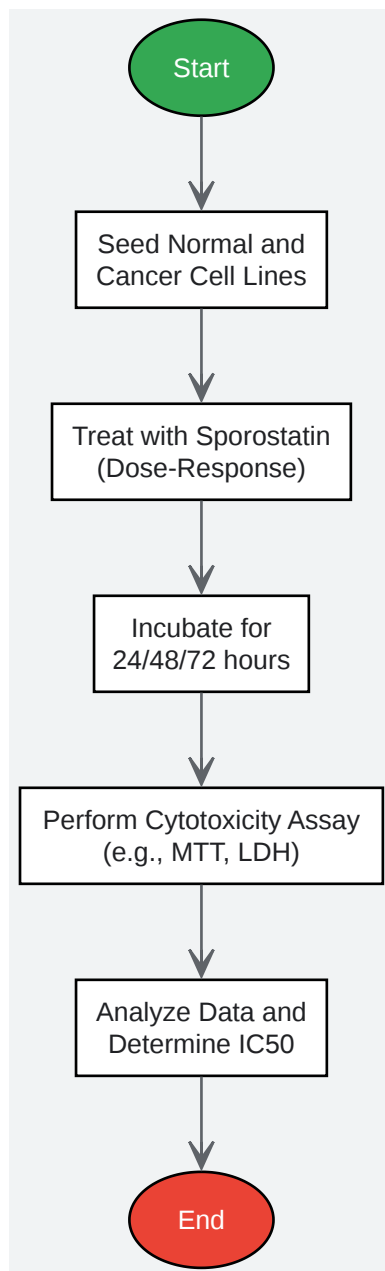 Start
Seed Normal and
Cancer Cell Lines
Treat with Sporostatin
(Dose-Response)
Incubate for
24/48/72 hours
Perform Cytotoxicity Assay
(e.g., MTT, LDH)
Analyze Data and
Determine IC50
End